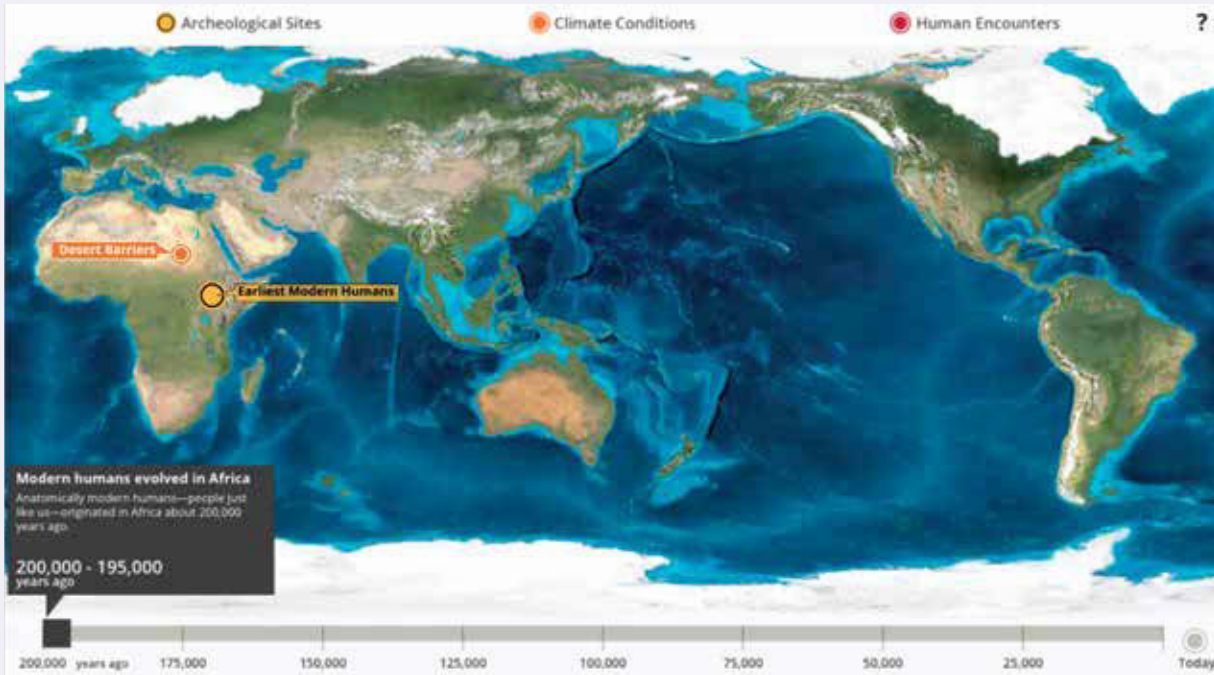 Archeological Sites
Climate Conditions
Human Encounters
?
Desert Barriers
Earliest Modern Humans
Modern humans evolved in Africa
Anatomically modern humans—people just
like us—originated in Africa about 200,000
years ago.
200,000 - 195,000
years ago
200,000 years ago
175,000
150,000
125,000
100,000
75,000
50,000
25,000
Today